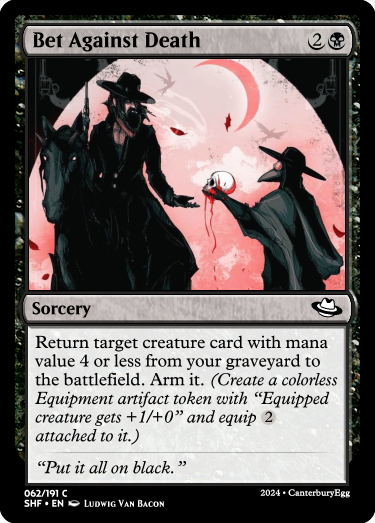 Bet Against Death 2
Sorcery
Return target creature card with mana
value 4 or less from your graveyard to
the battlefield. Arm it. (Create a colorless
Equipment artifact token with “Equipped
creature gets +1/+0” and equip 2
attached to it.)
“Put it all on black.”
062/191 C
SHF • EN Ludwig Van Bacon
2024 • CanterburyEgg